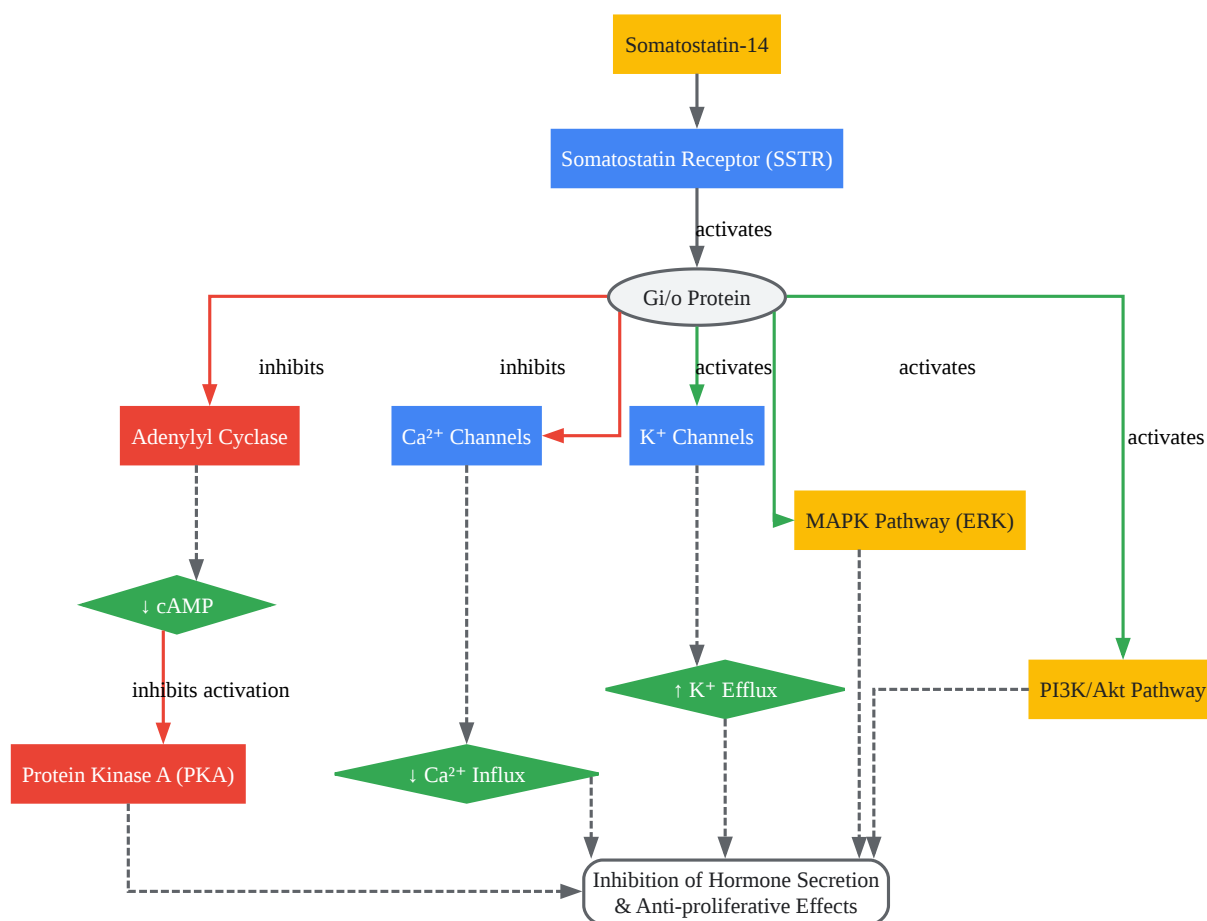 Somatostatin-14
Somatostatin Receptor (SSTR)
activates
Gi/o Protein
inhibits
inhibits
activates
activates
activates
Adenylyl Cyclase
Ca²⁺ Channels
K⁺ Channels
MAPK Pathway (ERK)
↓ cAMP
inhibits activation
↑ K⁺ Efflux
PI3K/Akt Pathway
Protein Kinase A (PKA)
↓ Ca²⁺ Influx
Inhibition of Hormone Secretion
& Anti-proliferative Effects